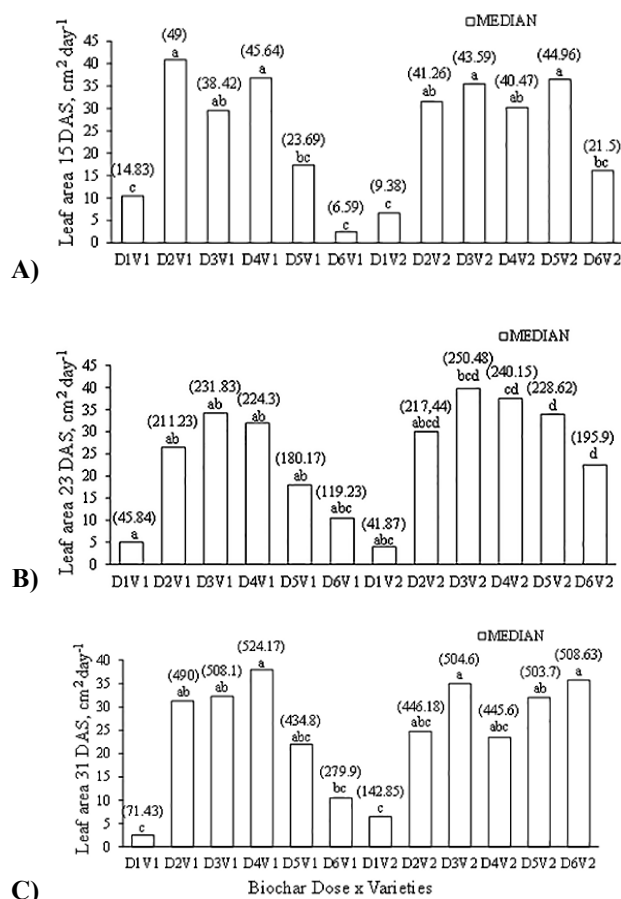 □MEDIAN
Leaf area 15 DAS, cm² day⁻¹
45
40
35
30
25
20
15
10
5
0
(14.83)
c
(49)
a
(38.42)
ab
(45.64)
a
(23.69)
bc
(6.59)
c
(9.38)
c
(41.26)
ab
(43.59)
a
(40.47)
ab
(44.96)
a
(21.5)
bc
D1V1 D2V1 D3V1 D4V1 D5V1 D6V1 D1V2 D2V2 D3V2 D4V2 D5V2 D6V2
A)
□MEDIAN
Leaf area 23 DAS, cm² day⁻¹
45
40
35
30
25
20
15
10
5
0
(45.84)
a
(211.23)
ab
(231.83)
ab
(224.3)
ab
(180.17)
ab
(119.23)
abc
(41.87)
abc
(217,44)
abcd
(250.48)
bcd
(240.15)
cd
(228.62)
d
(195.9)
d
D1V1 D2V1 D3V1 D4V1 D5V1 D6V1 D1V2 D2V2 D3V2 D4V2 D5V2 D6V2
B)
□MEDIAN
Leaf area 31 DAS, cm² day⁻¹
40
35
30
25
20
15
10
5
0
(71.43)
c
(490)
ab
(508.1)
ab
(524.17)
a
(434.8)
abc
(279.9)
bc
(142.85)
c
(446.18)
abc
(504.6)
a
(445.6)
abc
(503.7)
ab
(508.63)
a
D1V1 D2V1 D3V1 D4V1 D5V1 D6V1 D1V2 D2V2 D3V2 D4V2 D5V2 D6V2
C)
Biochar Dose x Varieties